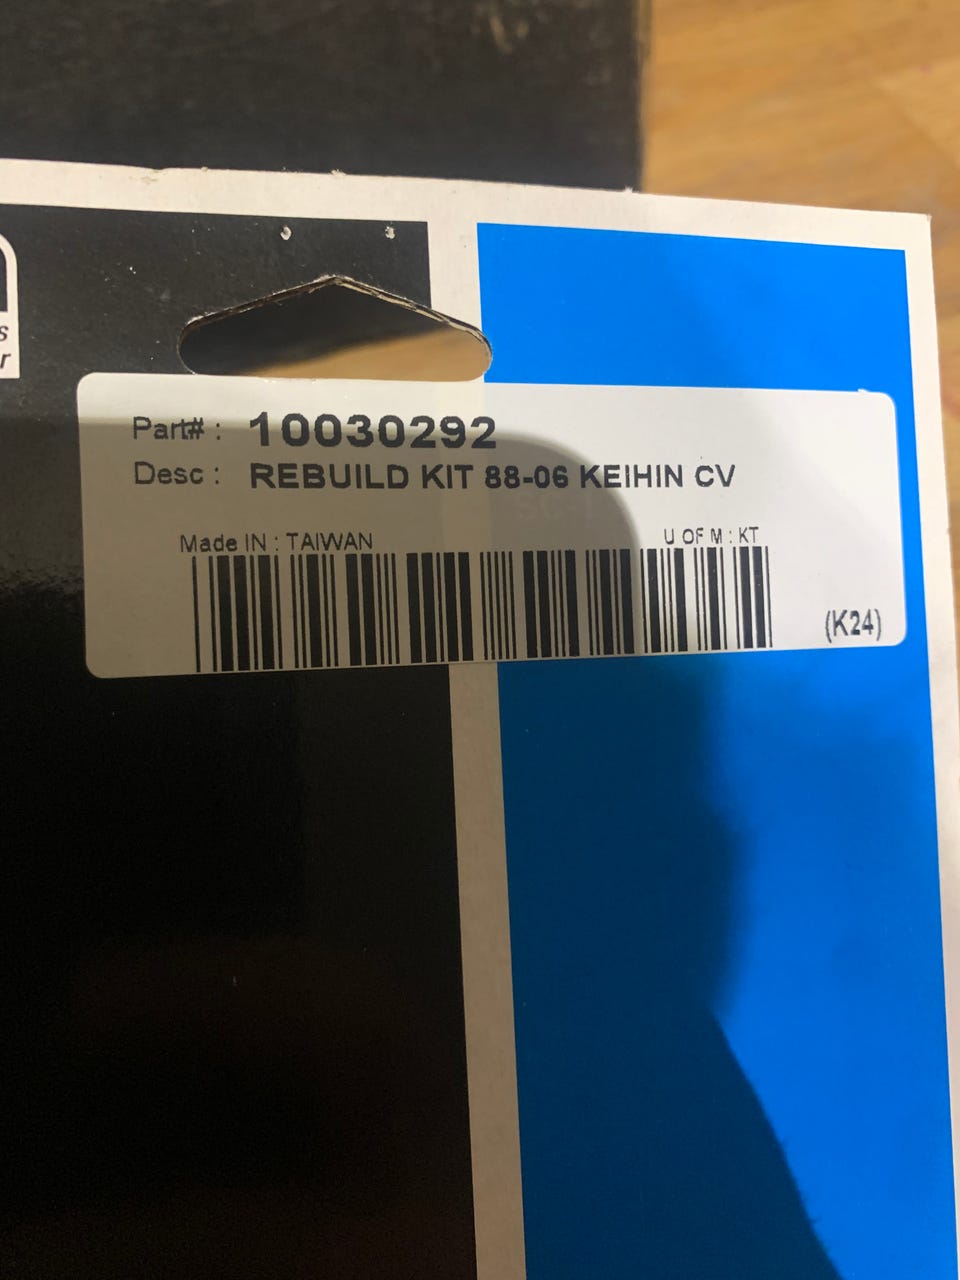 s
r
Part# : 10030292
Desc : REBUILD KIT 88-06 KEIHIN CV
Made IN : TAIWAN
U OF M : KT
(K24)